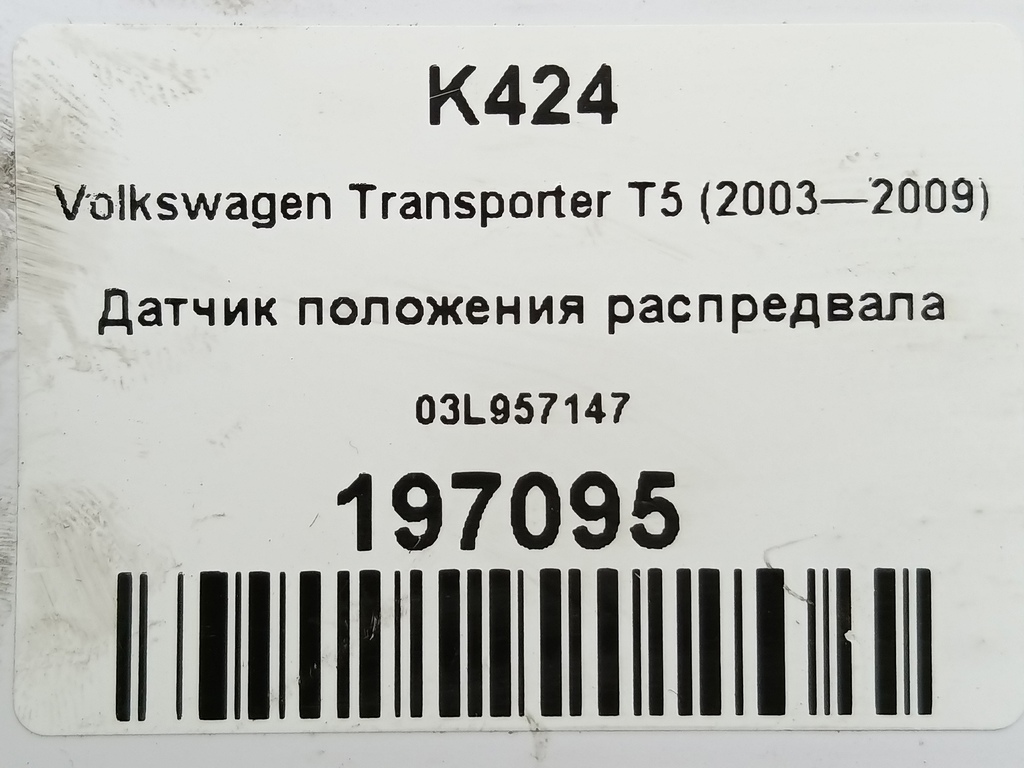 K424
Volkswagen Transporter T5 (2003—2009)
Датчик положения распредвала
03L957147
197095